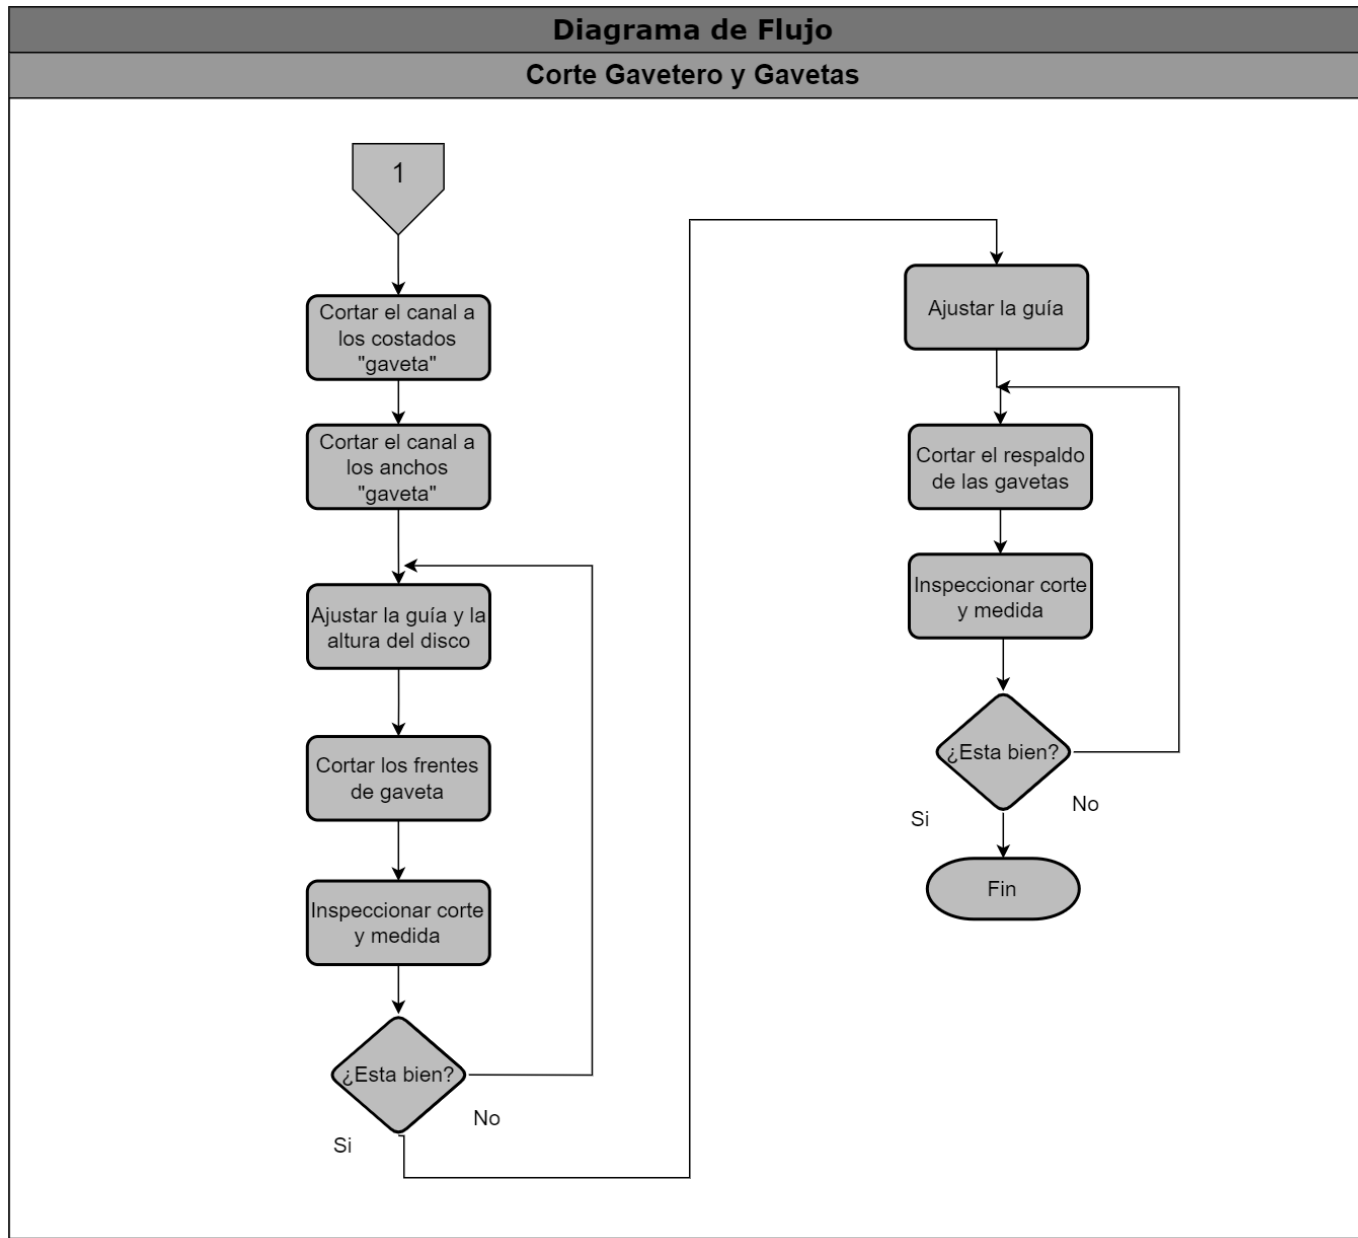 Diagrama de Flujo
Corte Gavetero y Gavetas
1
Cortar el canal a
los costados
"gaveta"
Cortar el canal a
los anchos
"gaveta"
Ajustar la guía y la
altura del disco
Cortar los frentes
de gaveta
Inspeccionar corte
y medida
¿Esta bien?
No
Si
Ajustar la guía
Cortar el respaldo
de las gavetas
Inspeccionar corte
y medida
¿Esta bien?
No
Si
Fin